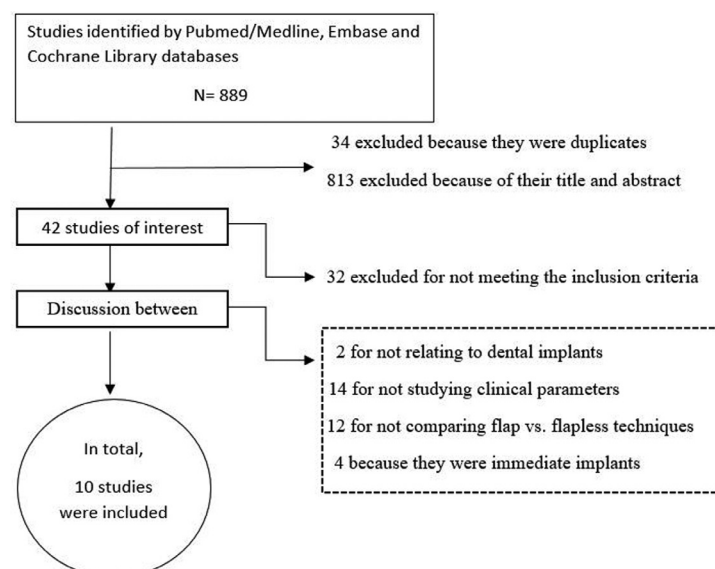 Studies identified by Pubmed/Medline, Embase and
Cochrane Library databases
N= 889
34 excluded because they were duplicates
813 excluded because of their title and abstract
42 studies of interest
32 excluded for not meeting the inclusion criteria
Discussion between
2 for not relating to dental implants
14 for not studying clinical parameters
12 for not comparing flap vs. flapless techniques
4 because they were immediate implants
In total,
10 studies
were included